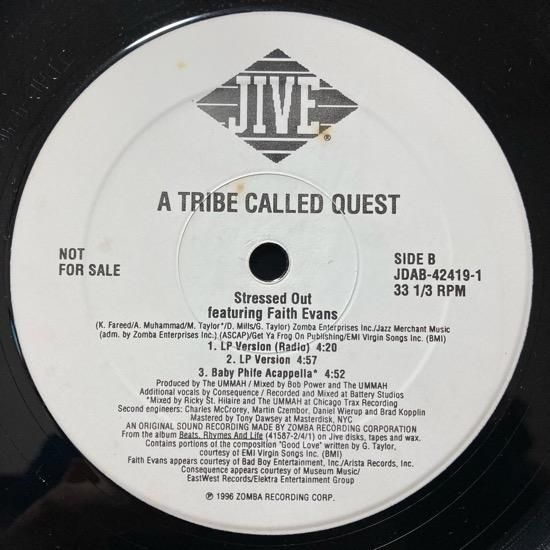 JIVE
®
A TRIBE CALLED QUEST
NOT
FOR SALE
SIDE B
JDAB-42419-1
33 1/3 RPM
Stressed Out
featuring Faith Evans
(K. Fareed/A. Muhammad/M. Taylor*/D. Mills/G. Taylor) Zomba Enterprises Inc./Jazz Merchant Music
(adm. by Zomba Enterprises Inc.) (ASCAP)/Get Ya Frog On Publishing/EMI Virgin Songs Inc. (BMI)
1. LP Version (Radio) 4:20
2. LP Version 4:57
3. Baby Phife Acappella* 4:52
Produced by The UMMAH / Mixed by Bob Power and The UMMAH
Additional vocals by Consequence / Recorded and Mixed at Battery Studios
*Mixed by Ricky St. Hilaire and The UMMAH at Chicago Trax Recording
Second engineers: Charles McCrorey, Martin Czembor, Daniel Wierup and Brad Kopplin
Mastered by Tony Dawsey at Masterdisk, NYC
AN ORIGINAL SOUND RECORDING MADE BY ZOMBA RECORDING CORPORATION
From the album Beats, Rhymes And Life (41587-2/4/1) on Jive discs, tapes and wax.
Contains portions of the composition "Good Love" written by G. Taylor,
courtesy of EMI Virgin Songs Inc. (BMI)
Faith Evans appears courtesy of Bad Boy Entertainment, Inc./Arista Records, Inc.
Consequence appears courtesy of Museum Music/
EastWest Records/Elektra Entertainment Group
℗ 1996 ZOMBA RECORDING CORP.